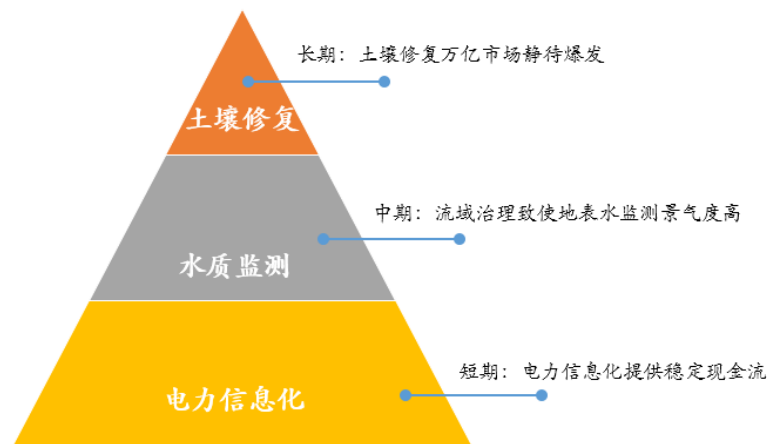 长期：土壤修复万亿市场静待爆发
土壤修复
中期：流域治理致使地表水监测景气度高
水质监测
短期：电力信息化提供稳定现金流
电力信息化